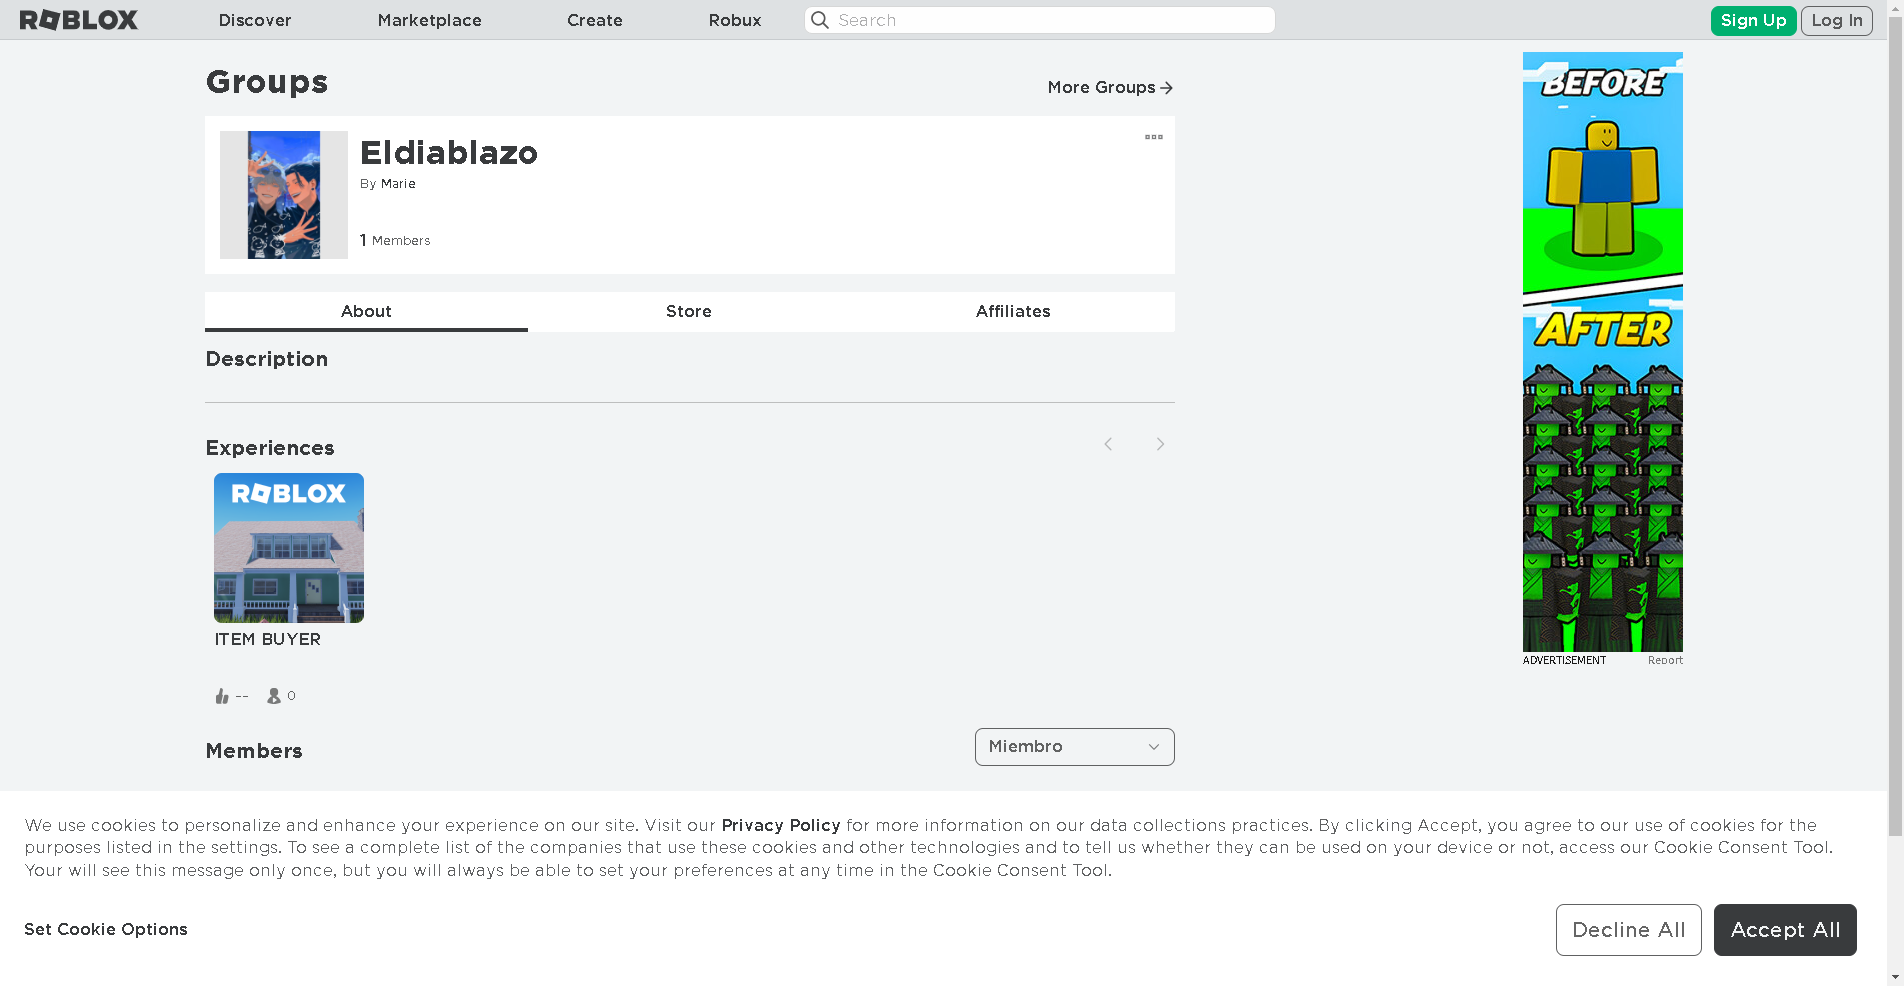 ROBLOX
Discover
Marketplace
Create
Robux
Search
Sign Up
Log In
Groups
More Groups
Eldiablazo
By Marie
1 Members
About
Store
Affiliates
Description
Experiences
ROBLOX
ITEM BUYER
--
0
Members
Miembro
BEFORE
AFTER
ADVERTISEMENT
Report
We use cookies to personalize and enhance your experience on our site. Visit our Privacy Policy for more information on our data collections practices. By clicking Accept, you agree to our use of cookies for the
purposes listed in the settings. To see a complete list of the companies that use these cookies and other technologies and to tell us whether they can be used on your device or not, access our Cookie Consent Tool.
Your will see this message only once, but you will always be able to set your preferences at any time in the Cookie Consent Tool.
Set Cookie Options
Decline All
Accept All